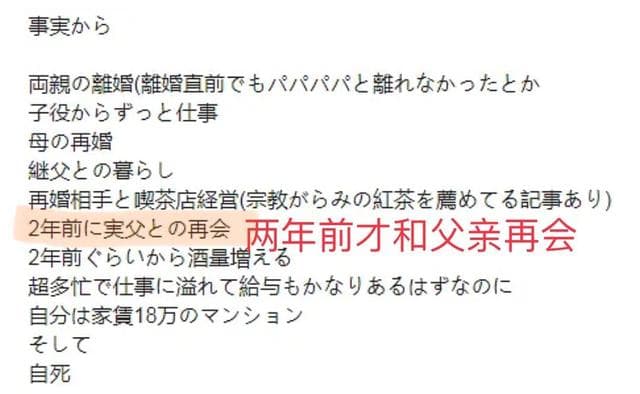 事実から
両親の離婚(離婚直前でもパパパパと離れなかったとか
子役からずっと仕事
母の再婚
継父との暮らし
再婚相手と喫茶店経営(宗教がらみの紅茶を薦めてる記事あり)
2年前に実父との再会
两年前才和父亲再会
2年前ぐらいから酒量増える
超多忙で仕事に溢れて給与もかなりあるはずなのに
自分は家賃18万のマンション
そして
自死